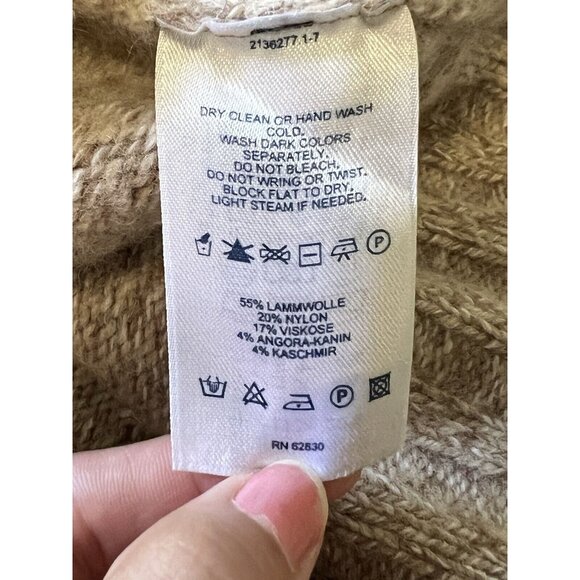 2136277 1-7
DRY CLEAN OR HAND WASH
COLD.
WASH DARK COLORS
SEPARATELY.
DO NOT BLEACH.
DO NOT WRING OR TWIST.
BLOCK FLAT TO DRY.
LIGHT STEAM IF NEEDED.
P
55% LAMMWOLLE
20% NYLON
17% VISKOSE
4% ANGORA-KANIN
4% KASCHMIR
P
RN 62830